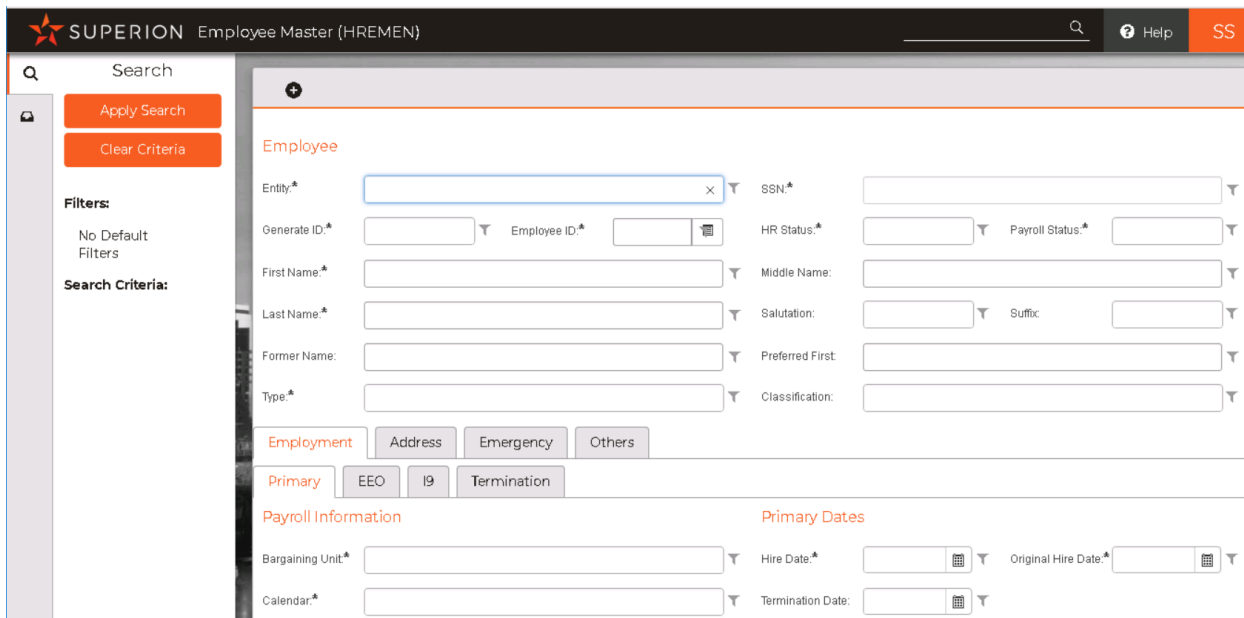 SUPERION Employee Master (HREMEN) Help SS
Search
Apply Search
Clear Criteria
Filters:
No Default
Filters
Search Criteria:
Employee
Entity:* SSN:*
Generate ID:* Employee ID:* HR Status:* Payroll Status:*
First Name:* Middle Name:
Last Name:* Salutation: Suffix:
Former Name: Preferred First:
Type:* Classification:
Employment Address Emergency Others
Primary EEO I9 Termination
Payroll Information Primary Dates
Bargaining Unit:* Hire Date:* Original Hire Date:*
Calendar:* Termination Date: